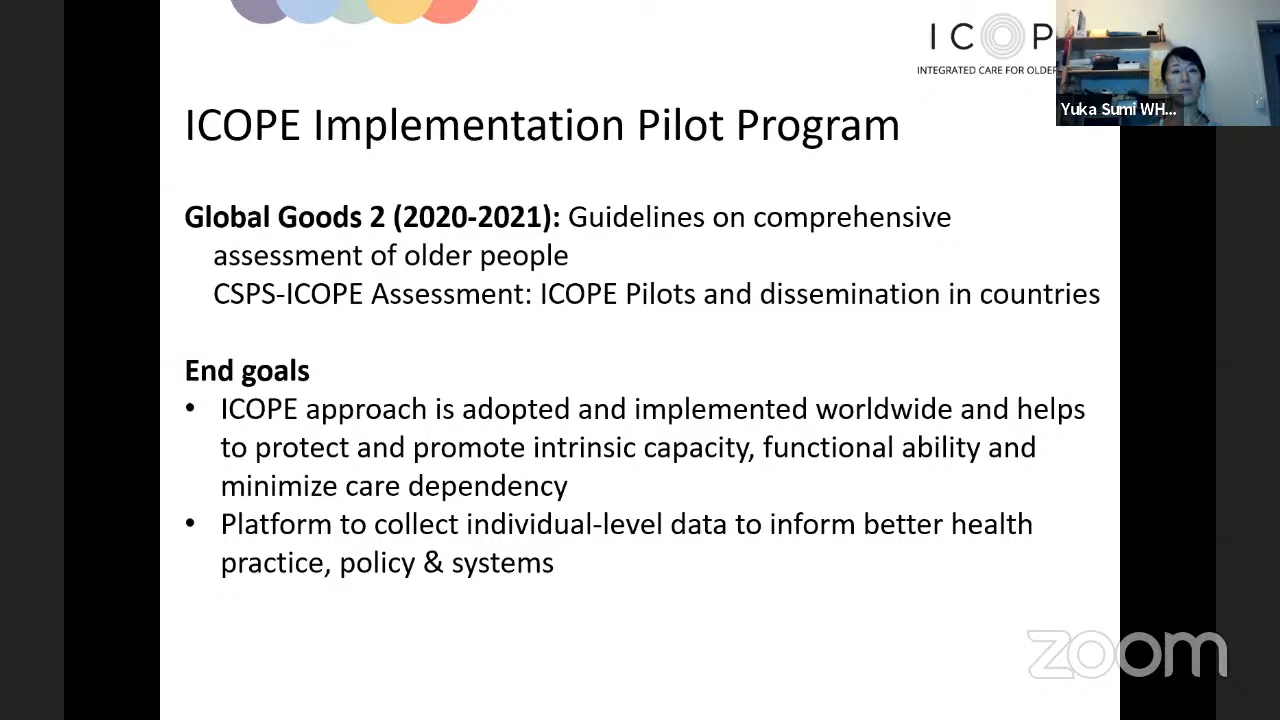 ICOP
INTEGRATED CARE FOR OLDER
Yuka Sumi WH...
ICOPE Implementation Pilot Program
Global Goods 2 (2020-2021): Guidelines on comprehensive
assessment of older people
CSPS-ICOPE Assessment: ICOPE Pilots and dissemination in countries
End goals
• ICOPE approach is adopted and implemented worldwide and helps
to protect and promote intrinsic capacity, functional ability and
minimize care dependency
• Platform to collect individual-level data to inform better health
practice, policy & systems
zoom